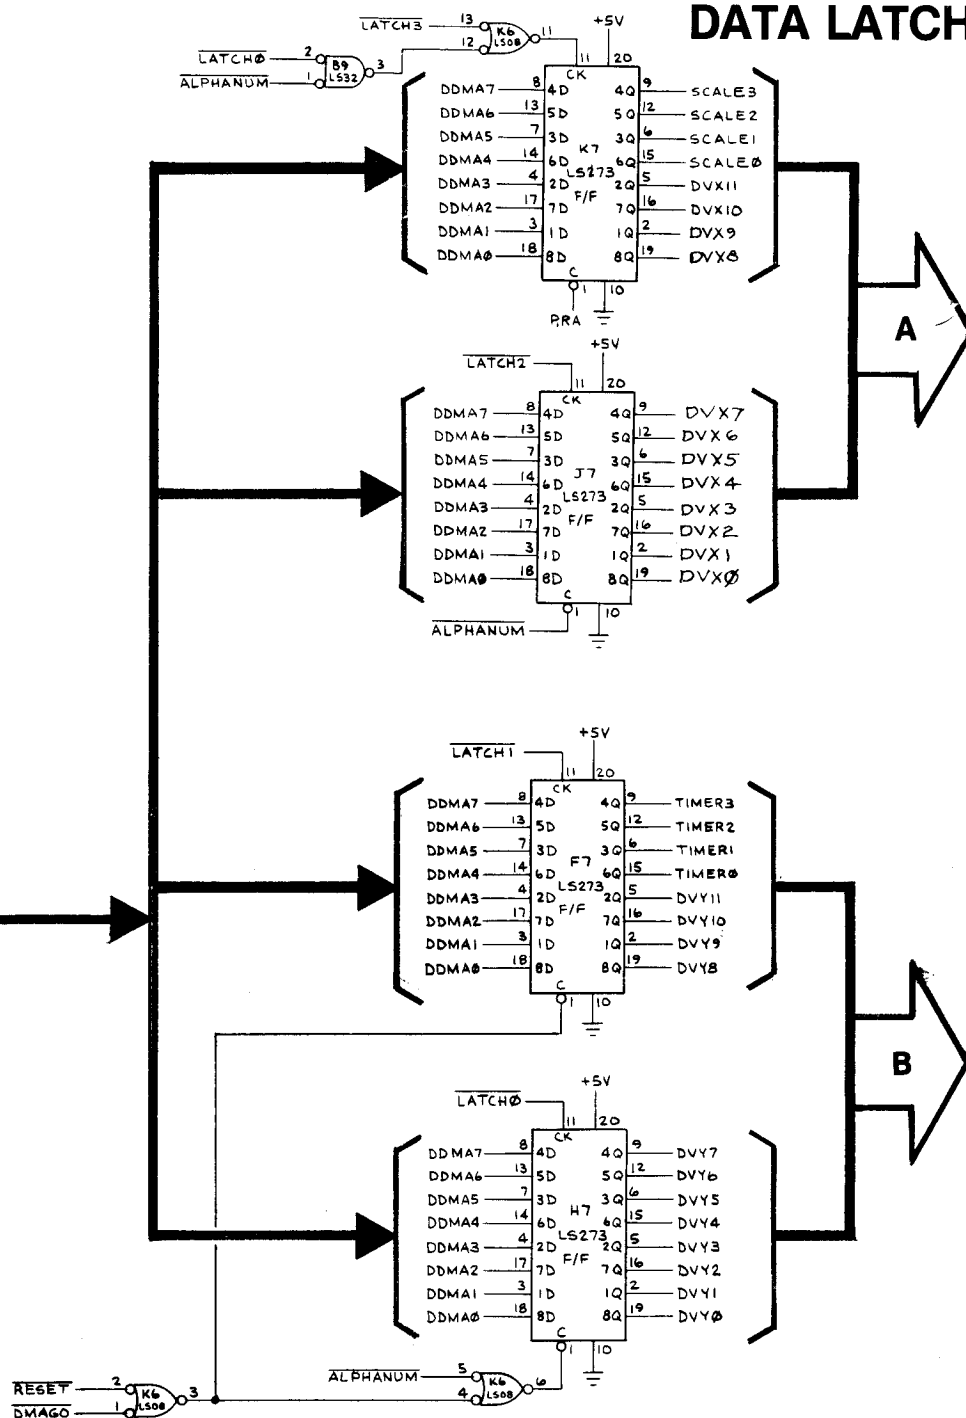 DATA LATCH
LATCH3 13 K6 LS08 11 +5V
12
LATCH0 2 B9 LS32 3
ALPHANUM 1
11 20
CK
DDMA7 8 4D 4Q 9 SCALE3
DDMA6 13 5D 5Q 12 SCALE2
DDMA5 7 3D 3Q 6 SCALE1
DDMA4 14 6D K7 6Q 15 SCALE0
DDMA3 4 2D LS273 2Q 5 DVX11
DDMA2 17 7D F/F 7Q 16 DVX10
DDMA1 3 1D 1Q 2 DVX9
DDMA0 18 8D 8Q 19 DVX8
C
1 10
A
+5V
LATCH2
11 20
CK
DDMA7 8 4D 4Q 9 DVX7
DDMA6 13 5D 5Q 12 DVX6
DDMA5 7 3D 3Q 6 DVX5
DDMA4 14 6D J7 6Q 15 DVX4
DDMA3 4 2D LS273 2Q 5 DVX3
DDMA2 17 7D F/F 7Q 16 DVX2
DDMA1 3 1D 1Q 2 DVX1
DDMA0 18 8D 8Q 19 DVX0
C
1 10
ALPHANUM
+5V
LATCH1
11 20
CK
DDMA7 8 4D 4Q 9 TIMER3
DDMA6 13 5D 5Q 12 TIMER2
DDMA5 7 3D 3Q 6 TIMER1
DDMA4 14 6D F7 6Q 15 TIMER0
DDMA3 4 2D LS273 2Q 5 DVY11
DDMA2 17 7D F/F 7Q 16 DVY10
DDMA1 3 1D 1Q 2 DVY9
DDMA0 18 8D 8Q 19 DVY8
C
1 10
B
+5V
LATCH0
11 20
CK
DDMA7 8 4D 4Q 9 DVY7
DDMA6 13 5D 5Q 12 DVY6
DDMA5 7 3D 3Q 6 DVY5
DDMA4 14 6D H7 6Q 15 DVY4
DDMA3 4 2D LS273 2Q 5 DVY3
DDMA2 17 7D F/F 7Q 16 DVY2
DDMA1 3 1D 1Q 2 DVY1
DDMA0 18 8D 8Q 19 DVY0
C
1 10
ALPHANUM 5 K6 LS08 6
4
RESET 2 K6 LS08 3
DMAGO 1